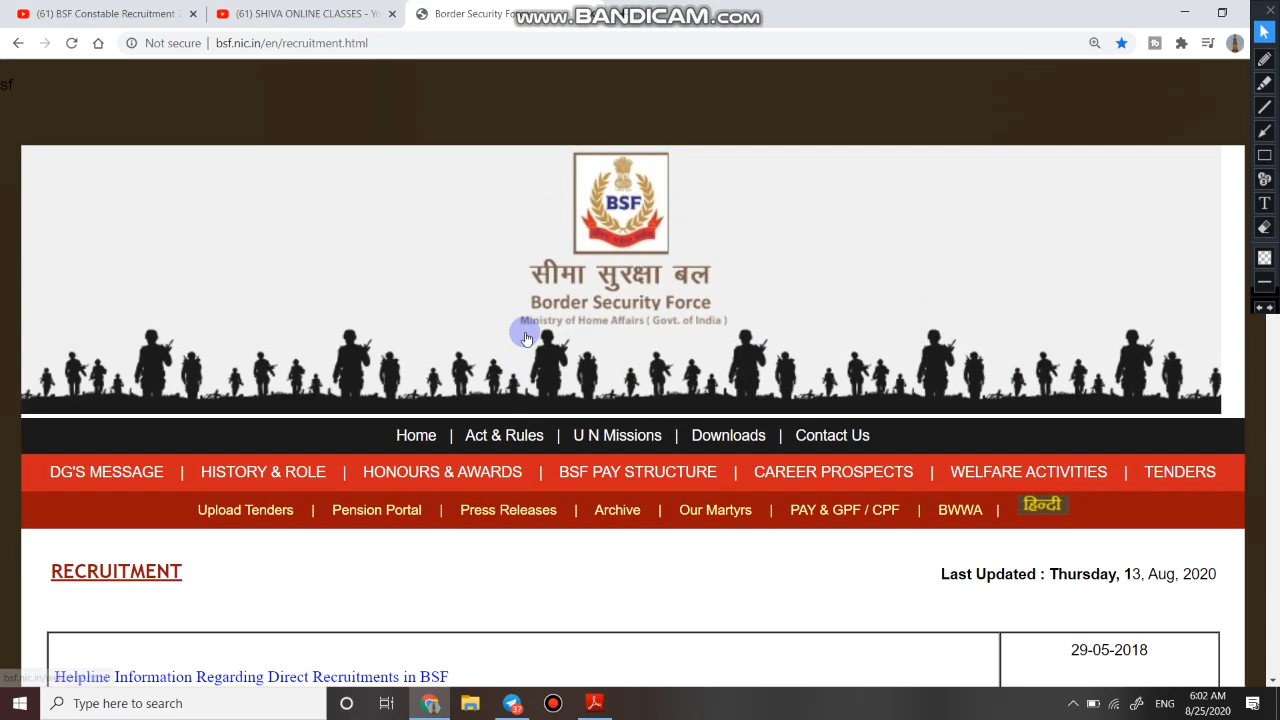 (61) BSF Constable Recruitment 2
(61) SHIVA ONLINE CLASSES - Yo
Border Security Fo
www.BANDICAM.com
Not secure
bsf.nic.in/en/recruitment.html
sf
BSF
सीमा सुरक्षा बल
Border Security Force
Ministry of Home Affairs ( Govt. of India )
Home | Act & Rules | U N Missions | Downloads | Contact Us
DG'S MESSAGE | HISTORY & ROLE | HONOURS & AWARDS | BSF PAY STRUCTURE | CAREER PROSPECTS | WELFARE ACTIVITIES | TENDERS
Upload Tenders | Pension Portal | Press Releases | Archive | Our Martyrs | PAY & GPF / CPF | BWWA | हिन्दी
RECRUITMENT
Last Updated : Thursday, 13, Aug, 2020
29-05-2018
Helpline Information Regarding Direct Recruitments in BSF
Type here to search
37
ENG
6:02 AM
8/25/2020